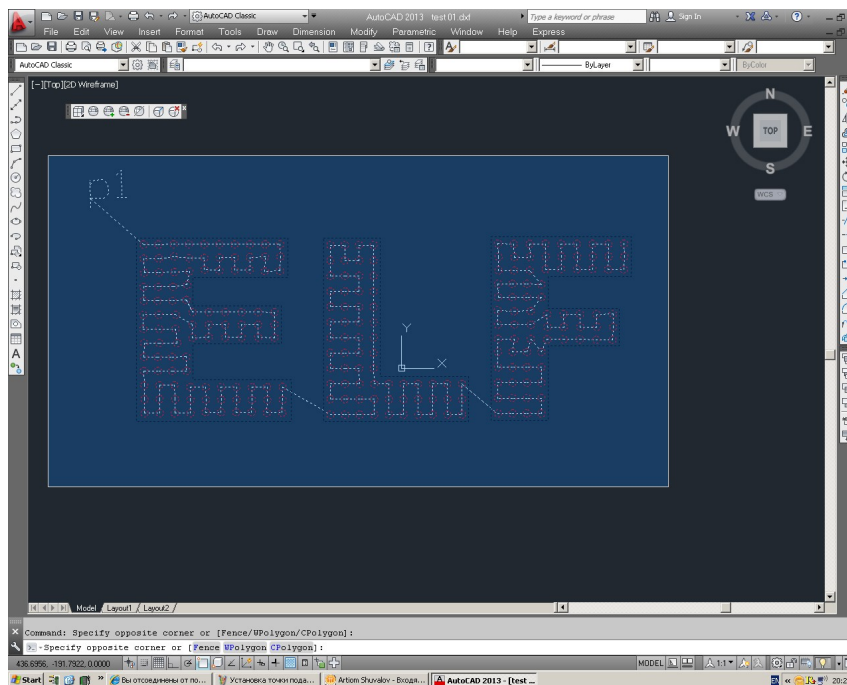 AutoCAD Classic
AutoCAD 2013 test 01.dxf
Type a keyword or phrase
Sign In
File Edit View Insert Format Tools Draw Dimension Modify Parametric Window Help Express
AutoCAD Classic
ByLayer
ByColor
[−][Top][2D Wireframe]
N
W TOP E
S
WCS
p1
Y
X
Model Layout1 Layout2
Command: Specify opposite corner or [Fence/WPolygon/CPolygon]:
Specify opposite corner or [Fence WPolygon CPolygon]:
436.6956, -191.7922, 0.0000
MODEL
1:1
Start
Вы отсоединены от по...
Установка точки пода...
Artiom Shuvalov - Входя...
AutoCAD 2013 - [test ...
EN
20:2